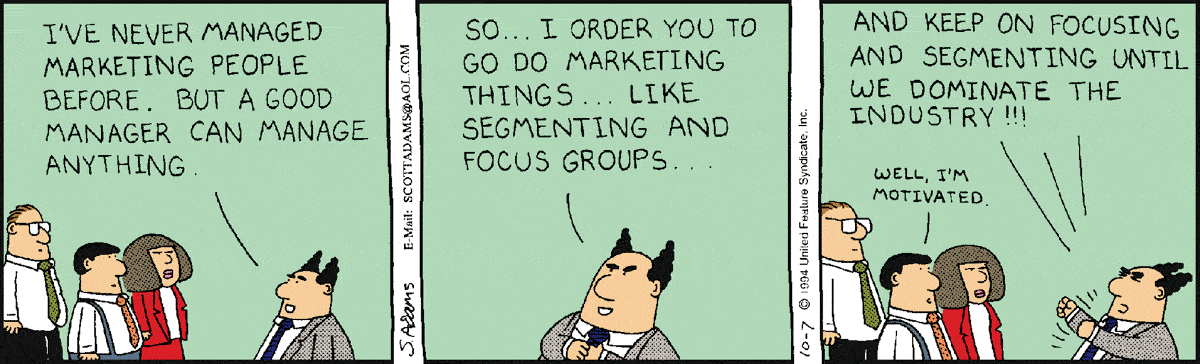 I'VE NEVER MANAGED
MARKETING PEOPLE
BEFORE. BUT A GOOD
MANAGER CAN MANAGE
ANYTHING.
S. Adams
E-Mail: SCOTTADAMS@AOL.COM
SO... I ORDER YOU TO
GO DO MARKETING
THINGS... LIKE
SEGMENTING AND
FOCUS GROUPS...
10-7 © 1994 United Feature Syndicate, Inc.
AND KEEP ON FOCUSING
AND SEGMENTING UNTIL
WE DOMINATE THE
INDUSTRY!!!
WELL, I'M
MOTIVATED.